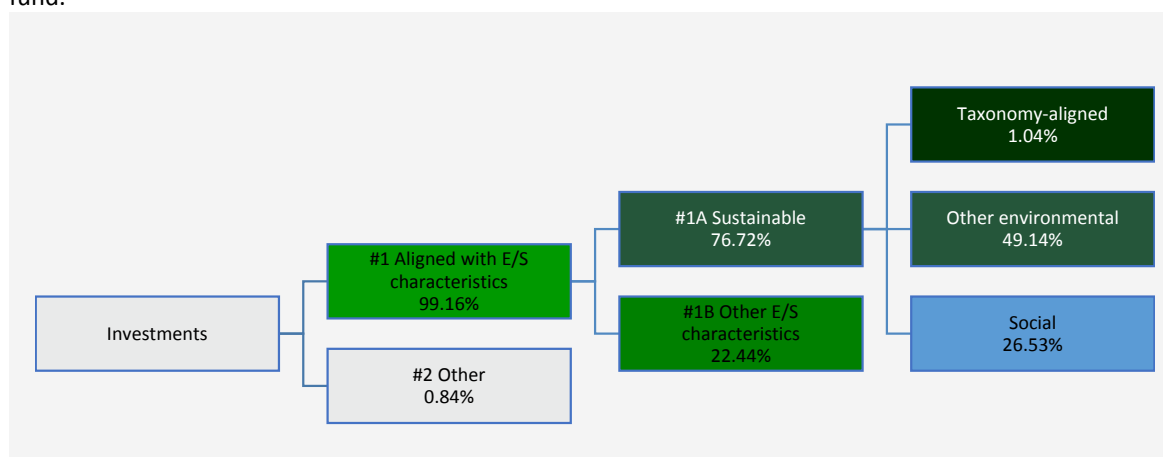 fund.
Taxonomy-aligned
1.04%
#1A Sustainable
76.72%
Other environmental
49.14%
#1 Aligned with E/S
characteristics
99.16%
Investments
#1B Other E/S
characteristics
22.44%
Social
26.53%
#2 Other
0.84%